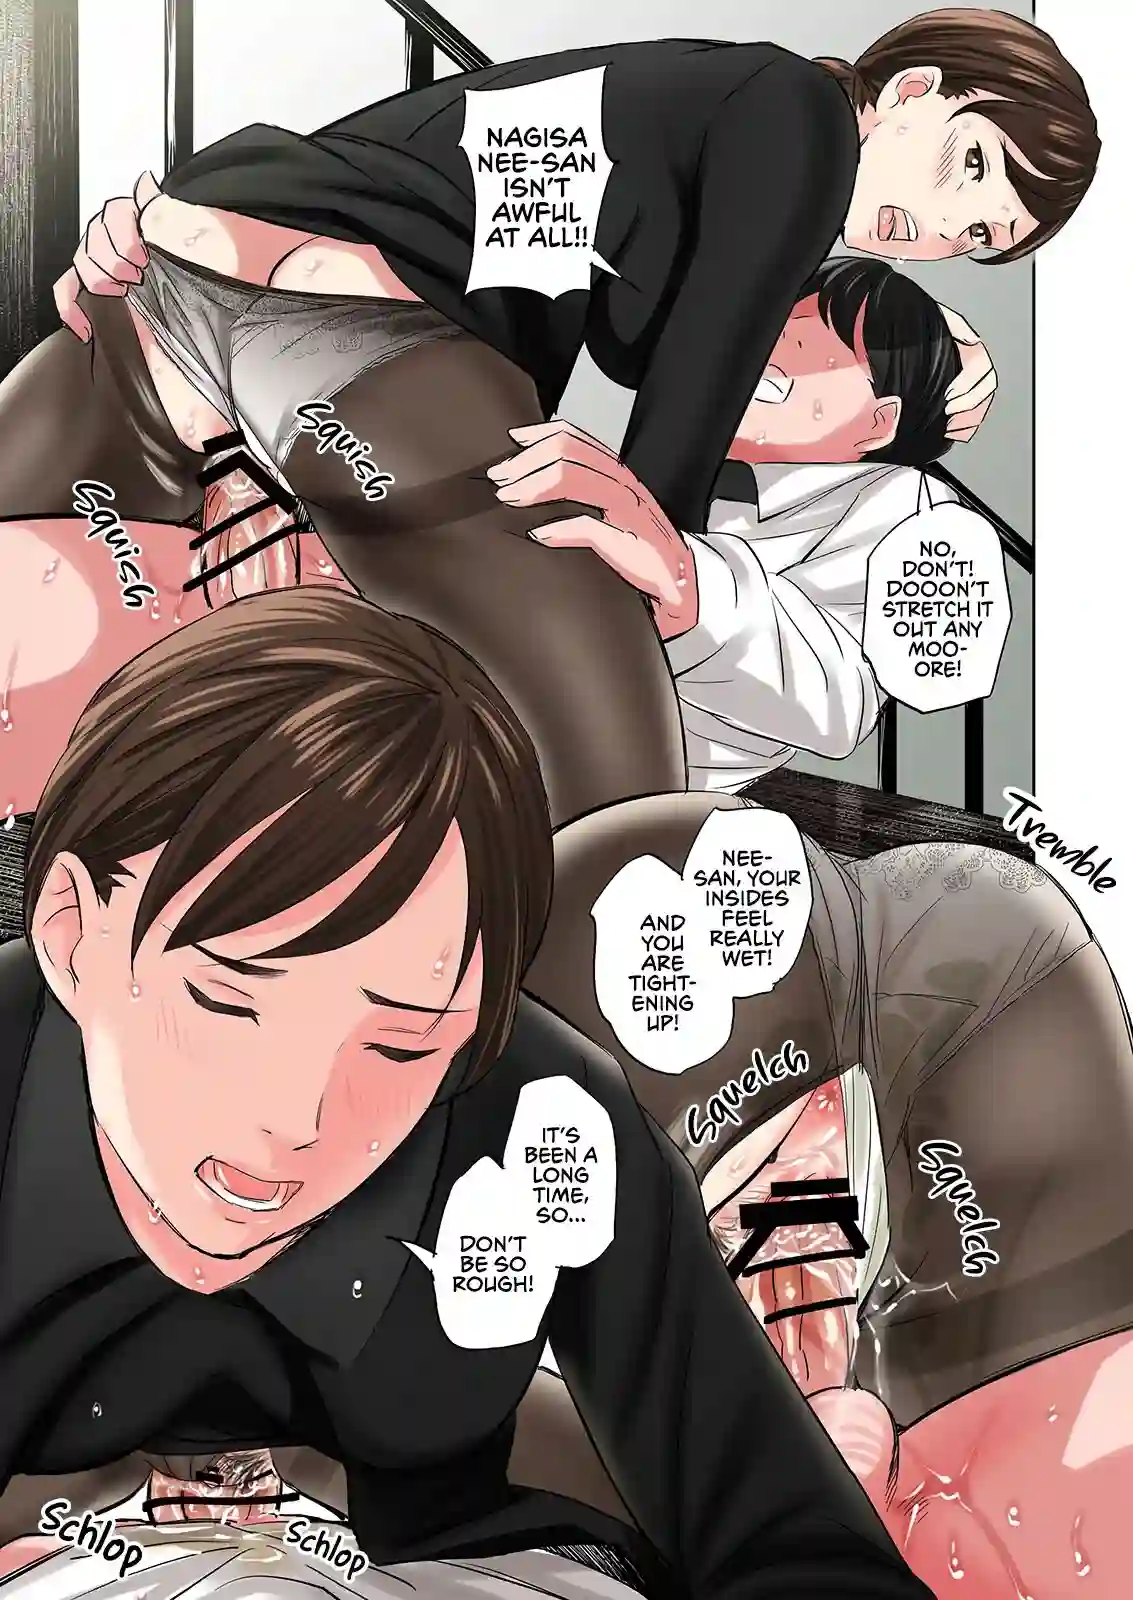 NAGISA
NEE-SAN
ISN'T
AWFUL
AT ALL!!
Squish
Squish
NO,
DON'T!
DOOON'T
STRETCH IT
OUT ANY
MOO-
ORE!
Tremble
NEE-
SAN, YOUR
INSIDES
FEEL
REALLY
WET!
AND
YOU
ARE
TIGHT-
ENING
UP!
Squelch
Squelch
IT'S
BEEN A
LONG
TIME,
SO...
DON'T
BE SO
ROUGH!
Schlop
Schlop